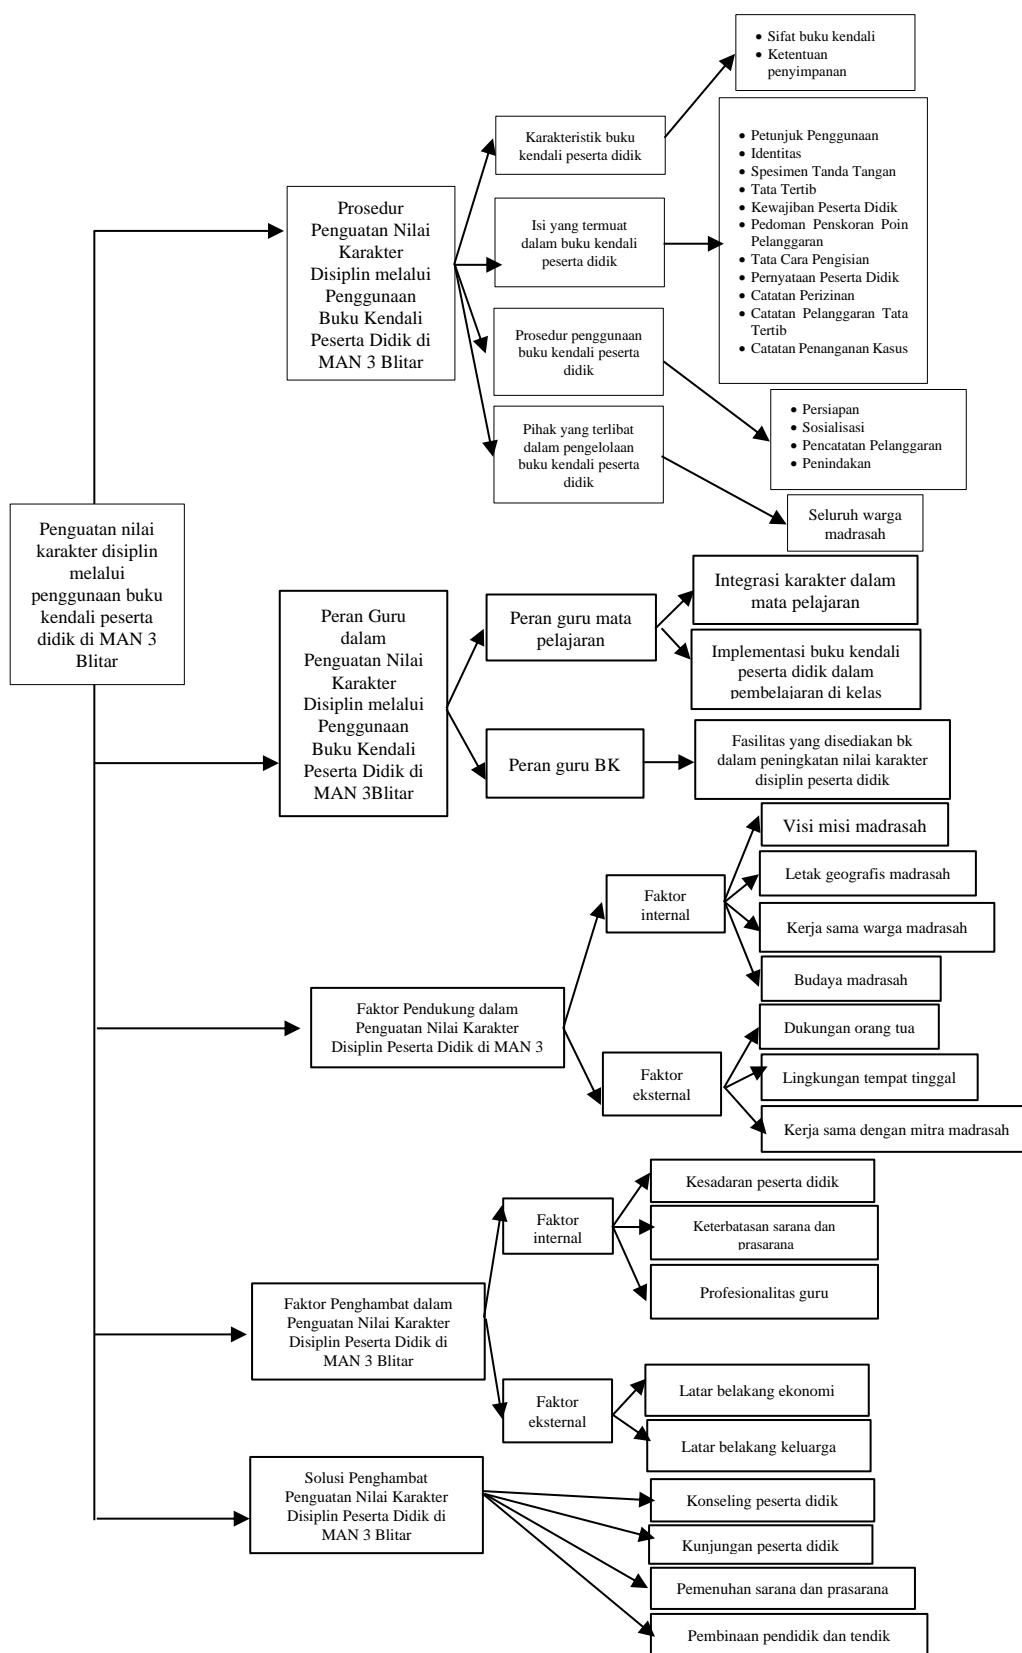 Penguatan nilai
karakter disiplin
melalui
penggunaan buku
kendali peserta
didik di MAN 3
Blitar
Prosedur
Penguatan Nilai
Karakter
Disiplin melalui
Penggunaan
Buku Kendali
Peserta Didik di
MAN 3 Blitar
Karakteristik buku
kendali peserta didik
• Sifat buku kendali
• Ketentuan
penyimpanan
Isi yang termuat
dalam buku kendali
peserta didik
• Petunjuk Penggunaan
• Identitas
• Spesimen Tanda Tangan
• Tata Tertib
• Kewajiban Peserta Didik
• Pedoman Penskoran Poin
Pelanggaran
• Tata Cara Pengisian
• Pernyataan Peserta Didik
• Catatan Perizinan
• Catatan Pelanggaran Tata
Tertib
• Catatan Penanganan Kasus
Prosedur penggunaan
buku kendali peserta
didik
• Persiapan
• Sosialisasi
• Pencatatan Pelanggaran
• Penindakan
Pihak yang terlibat
dalam pengelolaan
buku kendali peserta
didik
Seluruh warga
madrasah
Peran Guru
dalam
Penguatan Nilai
Karakter
Disiplin melalui
Penggunaan
Buku Kendali
Peserta Didik di
MAN 3Blitar
Peran guru mata
pelajaran
Integrasi karakter dalam
mata pelajaran
Implementasi buku kendali
peserta didik dalam
pembelajaran di kelas
Peran guru BK
Fasilitas yang disediakan bk
dalam peningkatan nilai karakter
disiplin peserta didik
Faktor Pendukung dalam
Penguatan Nilai Karakter
Disiplin Peserta Didik di MAN 3
Faktor
internal
Visi misi madrasah
Letak geografis madrasah
Kerja sama warga madrasah
Budaya madrasah
Faktor
eksternal
Dukungan orang tua
Lingkungan tempat tinggal
Kerja sama dengan mitra madrasah
Faktor Penghambat dalam
Penguatan Nilai Karakter
Disiplin Peserta Didik di
MAN 3 Blitar
Faktor
internal
Kesadaran peserta didik
Keterbatasan sarana dan
prasarana
Profesionalitas guru
Faktor
eksternal
Latar belakang ekonomi
Latar belakang keluarga
Solusi Penghambat
Penguatan Nilai Karakter
Disiplin Peserta Didik di
MAN 3 Blitar
Konseling peserta didik
Kunjungan peserta didik
Pemenuhan sarana dan prasarana
Pembinaan pendidik dan tendik